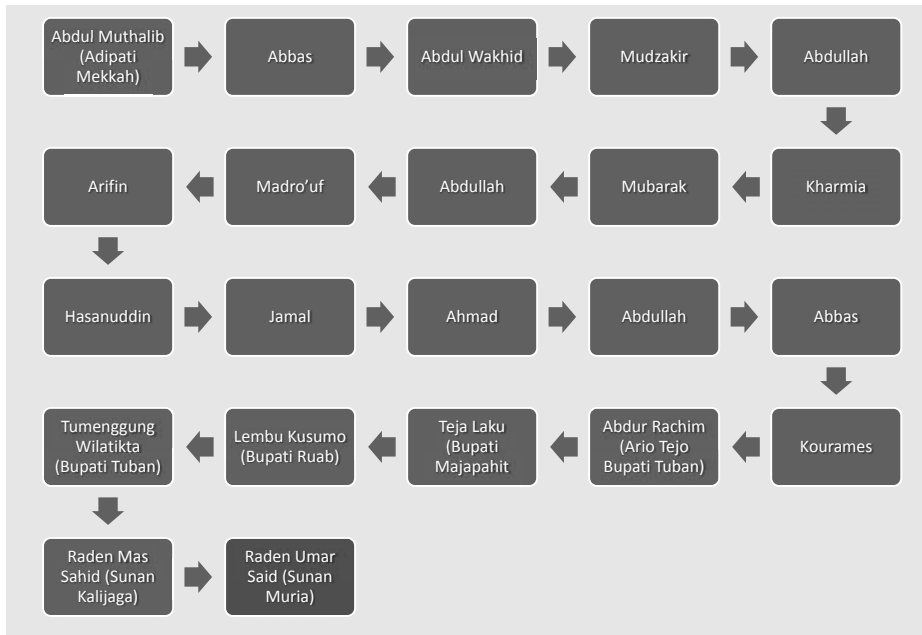 Abdul Muthalib
(Adipati
Mekkah)
Abbas
Abdul Wakhid
Mudzakir
Abdullah
Kharmia
Mubarak
Abdullah
Madro’uf
Arifin
Hasanuddin
Jamal
Ahmad
Abdullah
Abbas
Kourames
Abdur Rachim
(Ario Tejo
Bupati Tuban)
Teja Laku
(Bupati
Majapahit
Lembu Kusumo
(Bupati Ruab)
Tumenggung
Wilatikta
(Bupati Tuban)
Raden Mas
Sahid (Sunan
Kalijaga)
Raden Umar
Said (Sunan
Muria)